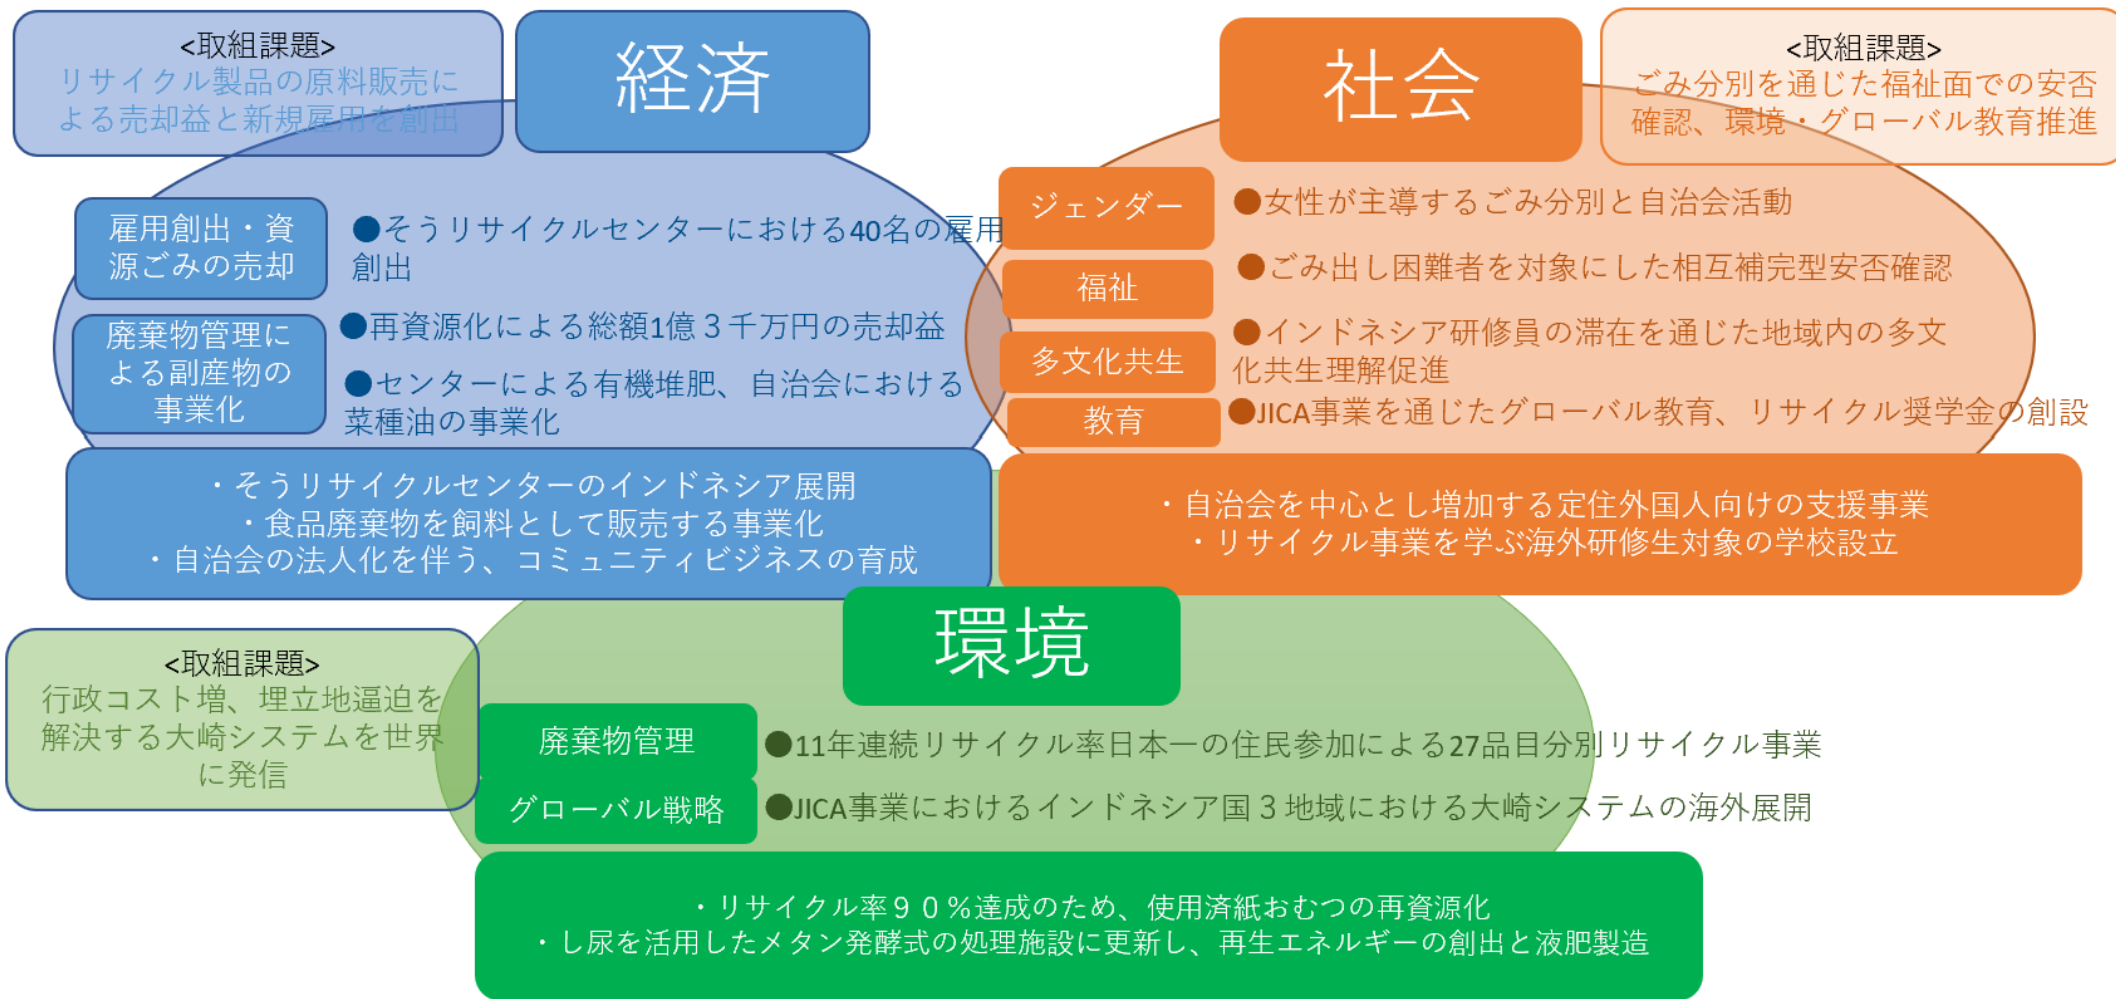 <取組課題>
リサイクル製品の原料販売に
よる売却益と新規雇用を創出
経済
雇用創出・資
源ごみの売却
●そうリサイクルセンターにおける40名の雇用
創出
廃棄物管理に
よる副産物の
事業化
●再資源化による総額1億３千万円の売却益
●センターによる有機堆肥、自治会における
菜種油の事業化
・そうリサイクルセンターのインドネシア展開
・食品廃棄物を飼料として販売する事業化
・自治会の法人化を伴う、コミュニティビジネスの育成
社会
<取組課題>
ごみ分別を通じた福祉面での安否
確認、環境・グローバル教育推進
ジェンダー
●女性が主導するごみ分別と自治会活動
福祉
●ごみ出し困難者を対象にした相互補完型安否確認
多文化共生
●インドネシア研修員の滞在を通じた地域内の多文
化共生理解促進
教育
●JICA事業を通じたグローバル教育、リサイクル奨学金の創設
・自治会を中心とし増加する定住外国人向けの支援事業
・リサイクル事業を学ぶ海外研修生対象の学校設立
環境
<取組課題>
行政コスト増、埋立地逼迫を
解決する大崎システムを世界
に発信
廃棄物管理
●11年連続リサイクル率日本一の住民参加による27品目分別リサイクル事業
グローバル戦略
●JICA事業におけるインドネシア国３地域における大崎システムの海外展開
・リサイクル率９０％達成のため、使用済紙おむつの再資源化
・し尿を活用したメタン発酵式の処理施設に更新し、再生エネルギーの創出と液肥製造